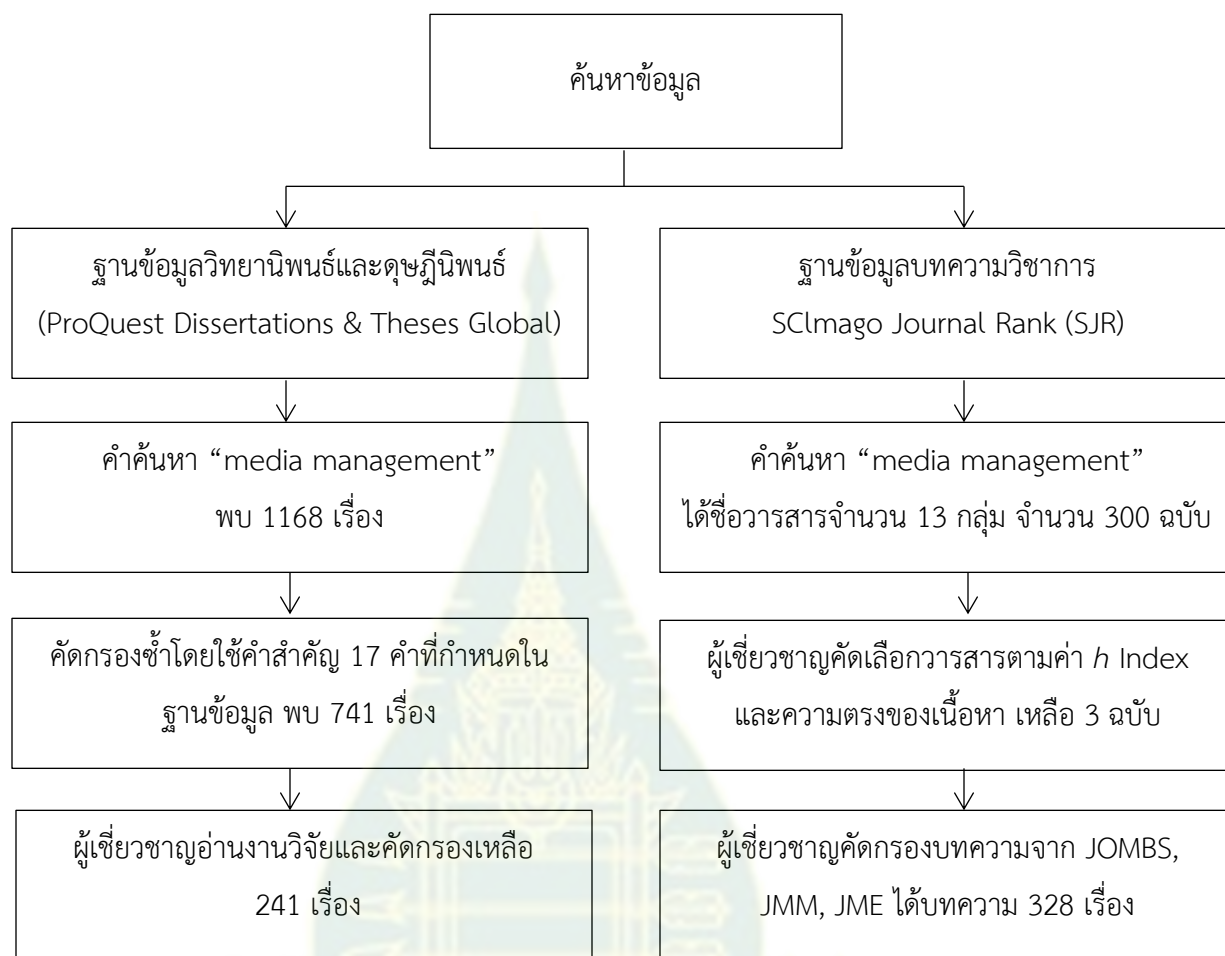 ค้นหาข้อมูล
ฐานข้อมูลวิทยานิพนธ์และดุษฎีนิพนธ์
(ProQuest Dissertations & Theses Global)
คำค้นหา “media management”
พบ 1168 เรื่อง
คัดกรองซ้ำโดยใช้คำสำคัญ 17 คำที่กำหนดใน
ฐานข้อมูล พบ 741 เรื่อง
ผู้เชี่ยวชาญอ่านงานวิจัยและคัดกรองเหลือ
241 เรื่อง
ฐานข้อมูลบทความวิชาการ
SClmago Journal Rank (SJR)
คำค้นหา “media management”
ได้ชื่อวารสารจำนวน 13 กลุ่ม จำนวน 300 ฉบับ
ผู้เชี่ยวชาญคัดเลือกวารสารตามค่า h Index
และความตรงของเนื้อหา เหลือ 3 ฉบับ
ผู้เชี่ยวชาญคัดกรองบทความจาก JOMBS,
JMM, JME ได้บทความ 328 เรื่อง